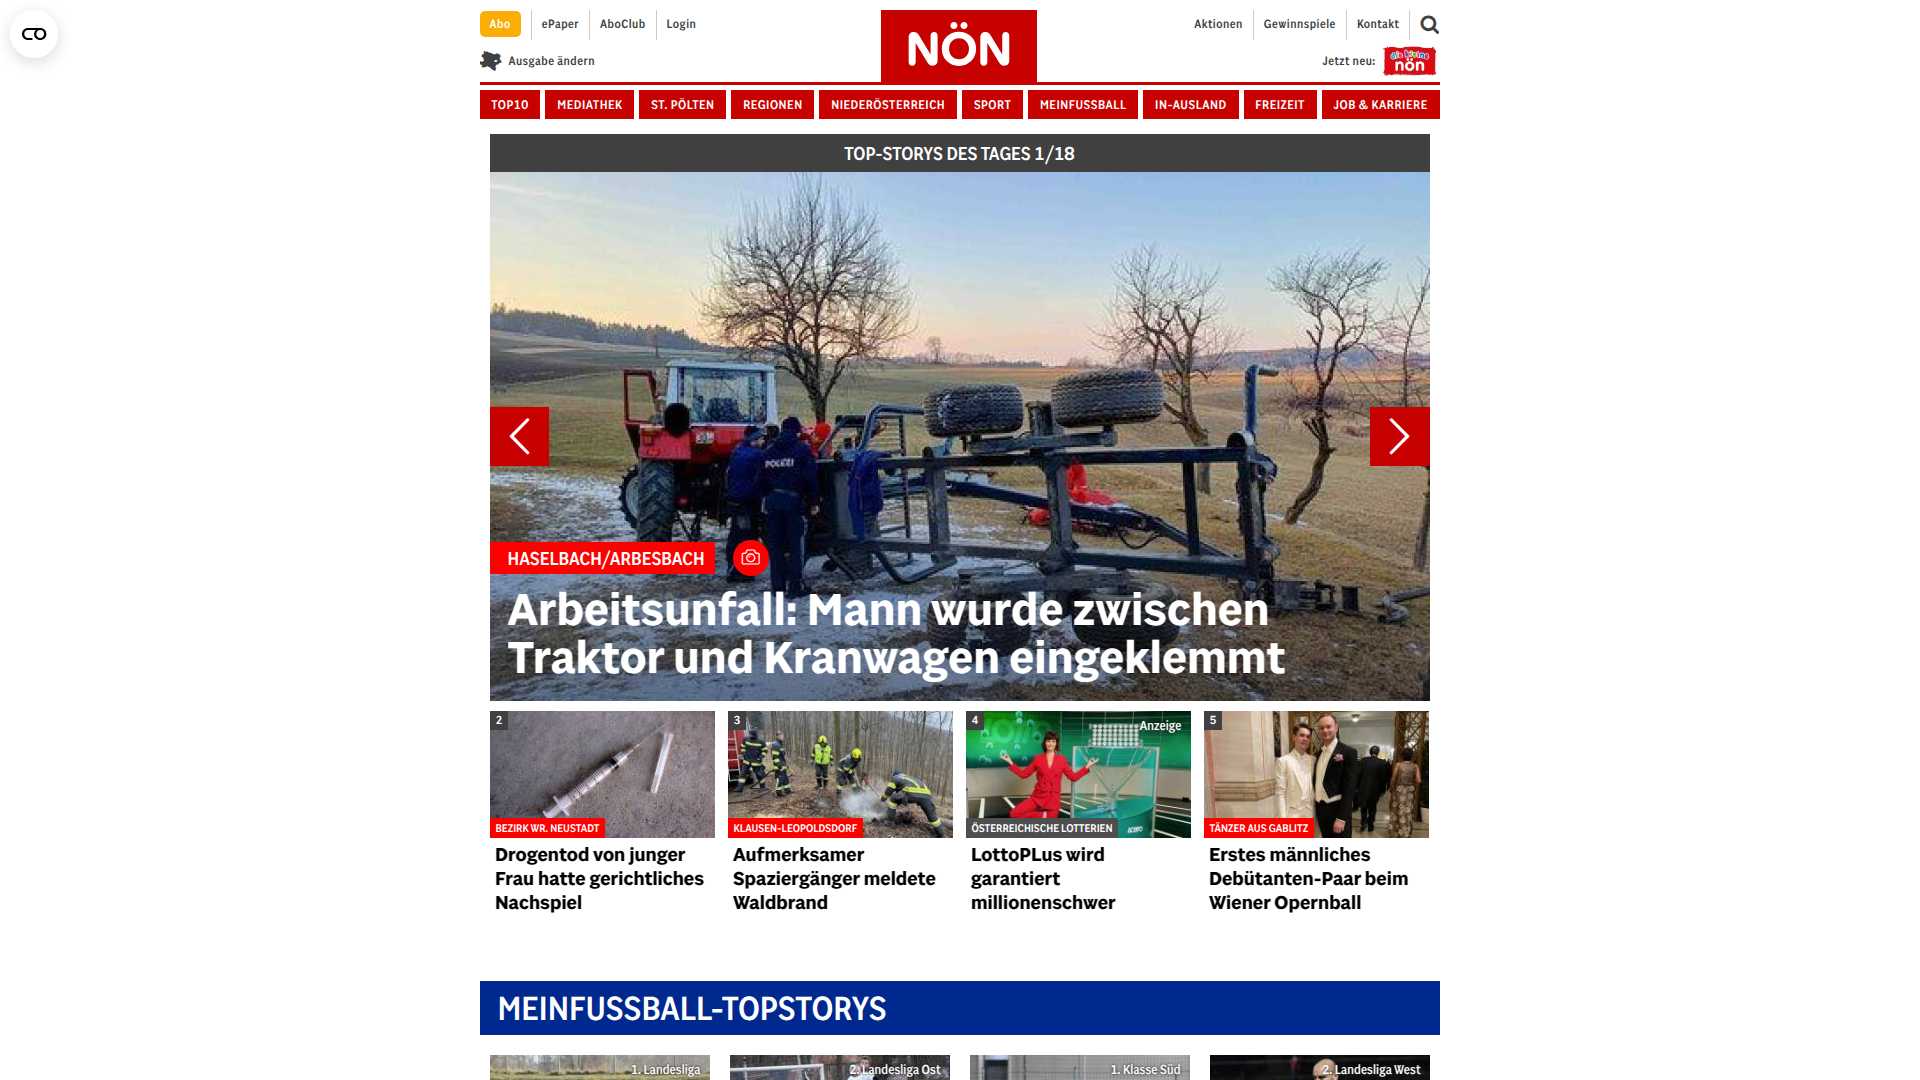 Abo
ePaper
AboClub
Login
NÖN
Aktionen
Gewinnspiele
Kontakt
Ausgabe ändern
Jetzt neu:
die kleine
nön
TOP10
MEDIATHEK
ST. PÖLTEN
REGIONEN
NIEDERÖSTERREICH
SPORT
MEINFUSSBALL
IN-AUSLAND
FREIZEIT
JOB & KARRIERE
TOP-STORYS DES TAGES 1/18
POLIZEI
HASELBACH/ARBESBACH
Arbeitsunfall: Mann wurde zwischen
Traktor und Kranwagen eingeklemmt
2
BEZIRK WR. NEUSTADT
Drogentod von junger
Frau hatte gerichtliches
Nachspiel
3
KLAUSEN-LEOPOLDSDORF
Aufmerksamer
Spaziergänger meldete
Waldbrand
4
Anzeige
ÖSTERREICHISCHE LOTTERIEN
LottoPLus wird
garantiert
millionenschwer
5
TÄNZER AUS GABLITZ
Erstes männliches
Debütanten-Paar beim
Wiener Opernball
MEINFUSSBALL-TOPSTORYS
1. Landesliga
2. Landesliga Ost
1. Klasse Süd
2. Landesliga West